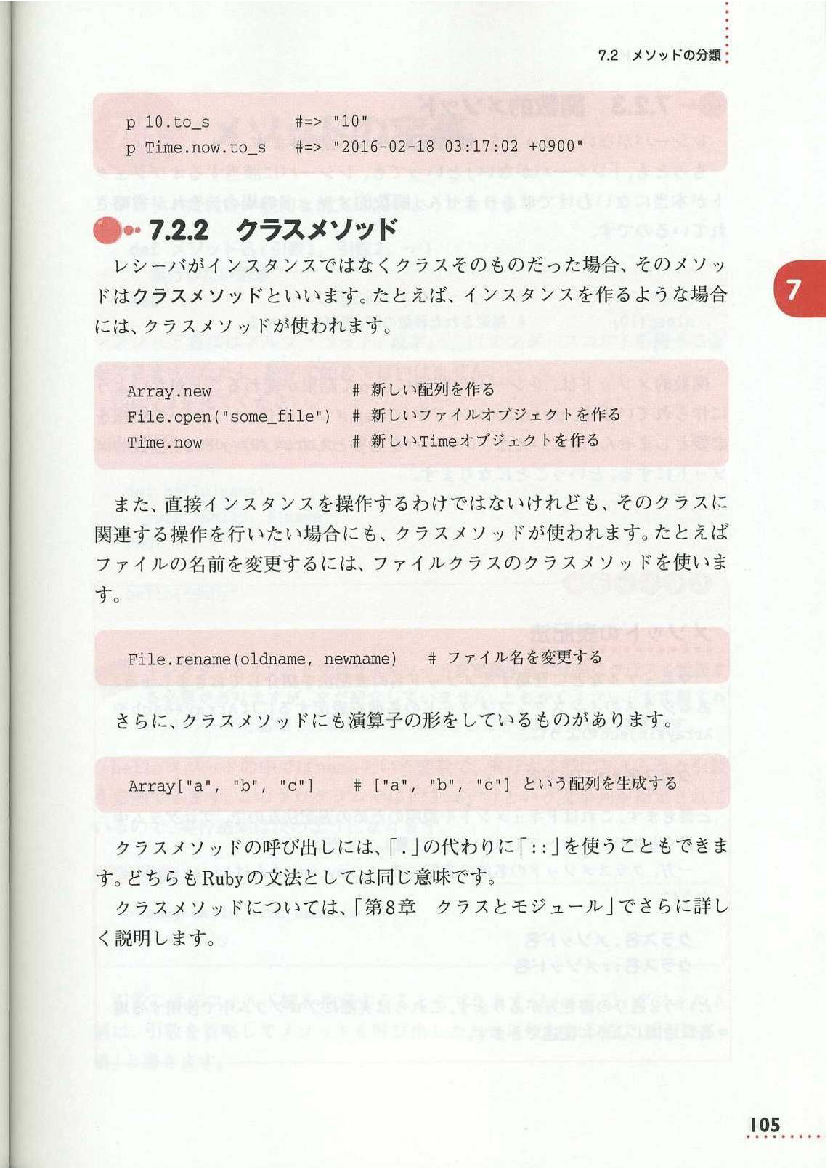 7.2 メソッドの分類
p 10.to_s #=> "10"
p Time.now.to_s #=> "2016-02-18 03:17:02 +0900"
7.2.2 クラスメソッド
レシーバがインスタンスではなくクラスそのものだった場合、そのメソッ
ドはクラスメソッドといいます。たとえば、インスタンスを作るような場合
には、クラスメソッドが使われます。
7
Array.new # 新しい配列を作る
File.open("some_file") # 新しいファイルオブジェクトを作る
Time.now # 新しいTimeオブジェクトを作る
また、直接インスタンスを操作するわけではないけれども、そのクラスに
関連する操作を行いたい場合にも、クラスメソッドが使われます。たとえば
ファイルの名前を変更するには、ファイルクラスのクラスメソッドを使いま
す。
File.rename(oldname, newname) # ファイル名を変更する
さらに、クラスメソッドにも演算子の形をしているものがあります。
Array["a", "b", "c"] # ["a", "b", "c"] という配列を生成する
クラスメソッドの呼び出しには、「.」の代わりに「::」を使うこともできま
す。どちらもRubyの文法としては同じ意味です。
クラスメソッドについては、「第8章 クラスとモジュール」でさらに詳し
く説明します。
105